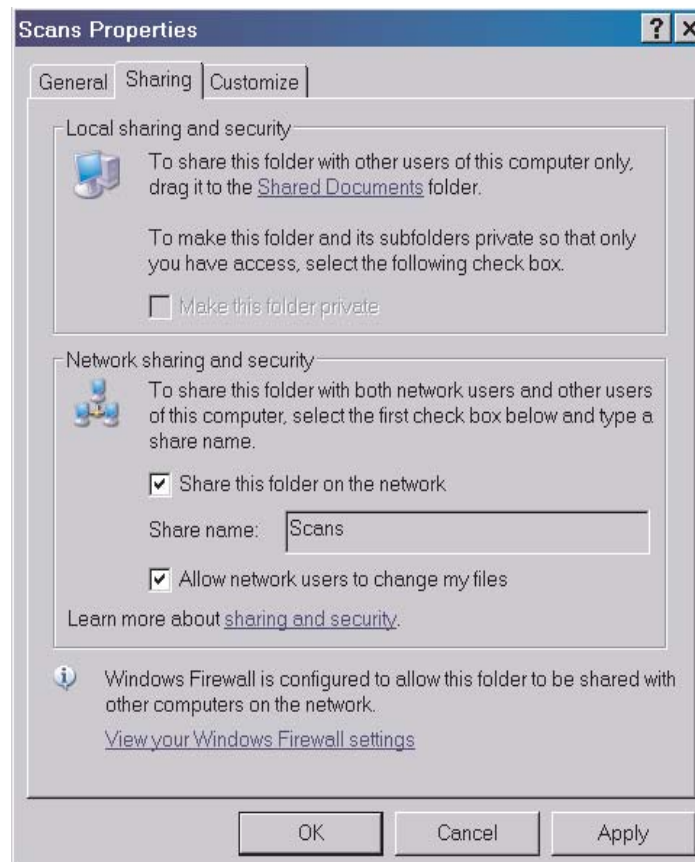 Scans Properties
General
Sharing
Customize
Local sharing and security
To share this folder with other users of this computer only,
drag it to the Shared Documents folder.
To make this folder and its subfolders private so that only
you have access, select the following check box.
Make this folder private
Network sharing and security
To share this folder with both network users and other users
of this computer, select the first check box below and type a
share name.
Share this folder on the network
Share name: Scans
Allow network users to change my files
Learn more about sharing and security.
Windows Firewall is configured to allow this folder to be shared with
other computers on the network.
View your Windows Firewall settings
OK
Cancel
Apply